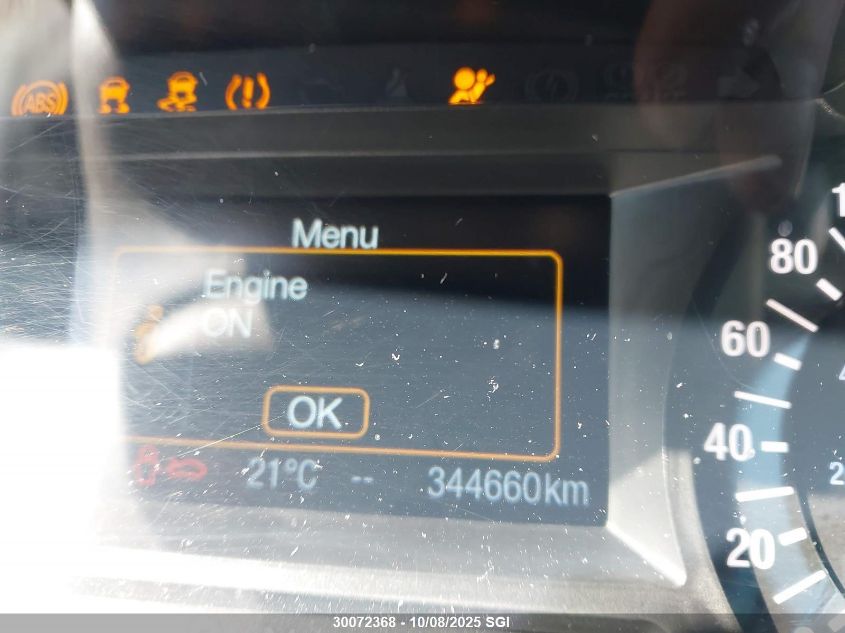 ABS
Menu
Engine
ON
OK
21°C -- 344660km
80
60
40
20
30072368 - 10/08/2025 SGI